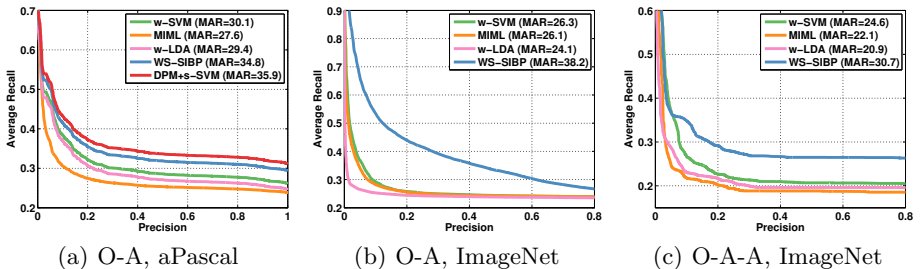 w−SVM (MAR=30.1)
MIML (MAR=27.6)
w−LDA (MAR=29.4)
WS−SIBP (MAR=34.8)
DPM+s−SVM (MAR=35.9)
Average Recall
0.7
0.6
0.5
0.4
0.3
0.2
0 0.2 0.4 0.6 0.8 1
Precision
(a) O-A, aPascal
w−SVM (MAR=26.3)
MIML (MAR=26.1)
w−LDA (MAR=24.1)
WS−SIBP (MAR=38.2)
Average Recall
0.9
0.8
0.7
0.6
0.5
0.4
0.3
0.2
0 0.2 0.4 0.6 0.8
Precision
(b) O-A, ImageNet
w−SVM (MAR=24.6)
MIML (MAR=22.1)
w−LDA (MAR=20.9)
WS−SIBP (MAR=30.7)
Average Recall
0.6
0.5
0.4
0.3
0.2
0 0.2 0.4 0.6 0.8
Precision
(c) O-A-A, ImageNet